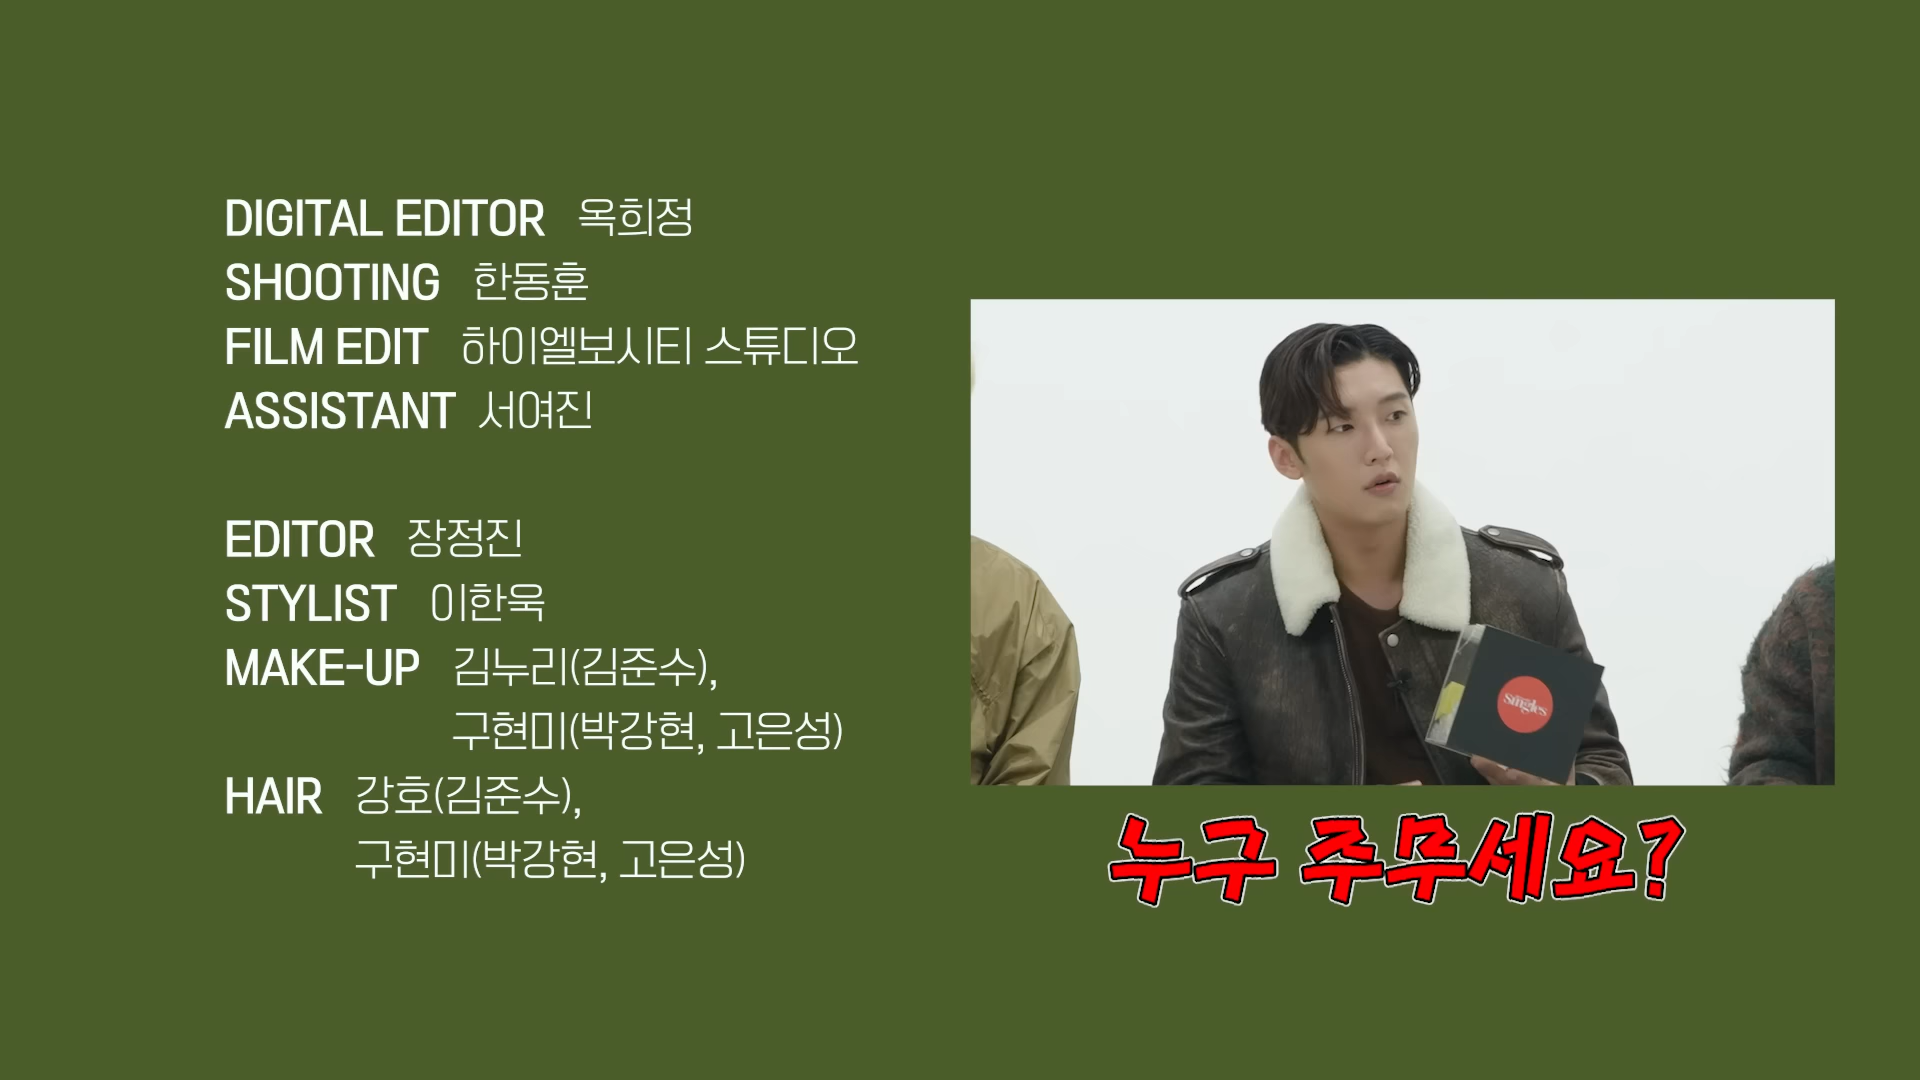 DIGITAL EDITOR 옥희정
SHOOTING 한동훈
FILM EDIT 하이엘보시티 스튜디오
ASSISTANT 서여진
EDITOR 장정진
STYLIST 이한욱
MAKE-UP 김누리(김준수),
구현미(박강현, 고은성)
HAIR 강호(김준수),
구현미(박강현, 고은성)
Singles
누구 주무세요?